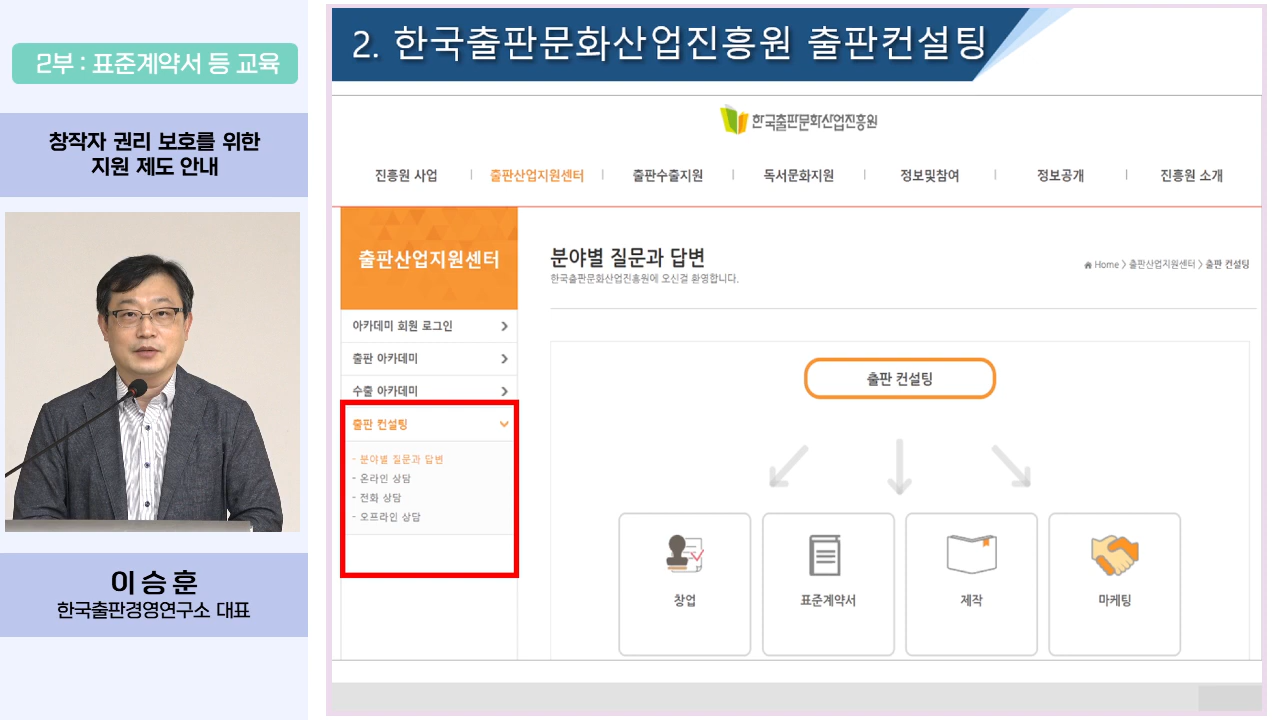 2부 : 표준계약서 등 교육
창작자 권리 보호를 위한
지원 제도 안내
이 승 훈
한국출판경영연구소 대표
2. 한국출판문화산업진흥원 출판컨설팅
한국출판문화산업진흥원
진흥원 사업 | 출판산업지원센터 | 출판수출지원 | 독서문화지원 | 정보및참여 | 정보공개 | 진흥원 소개
출판산업지원센터
분야별 질문과 답변
한국출판문화산업진흥원에 오신걸 환영합니다.
Home > 출판산업지원센터 > 출판 컨설팅
아카데미 회원 로그인
출판 아카데미
수출 아카데미
출판 컨설팅
- 분야별 질문과 답변
- 온라인 상담
- 전화 상담
- 오프라인 상담
출판 컨설팅
창업
표준계약서
제작
마케팅